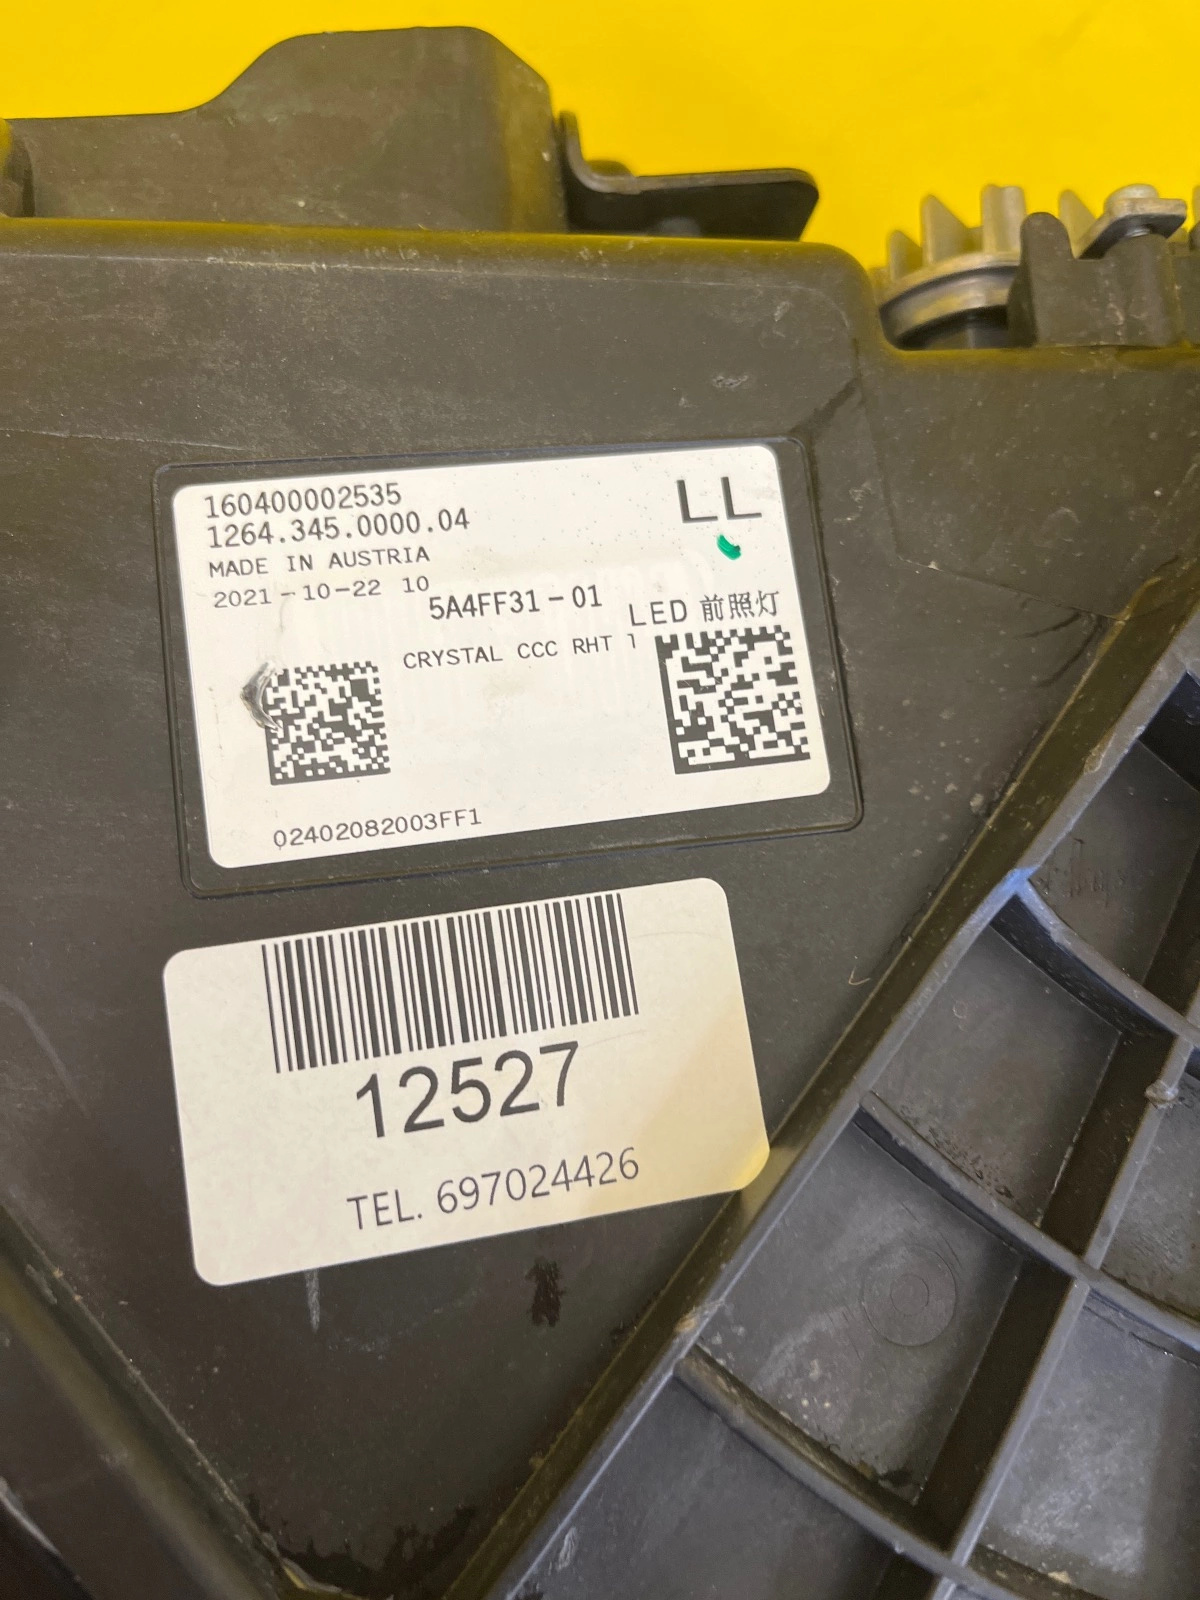 160400002535
LL
1264.345.0000.04
MADE IN AUSTRIA
2021-10-22 10
5A4FF31-01
LED 前照灯
CRYSTAL CCC RHT 1
02402082003FF1
12527
TEL. 697024426